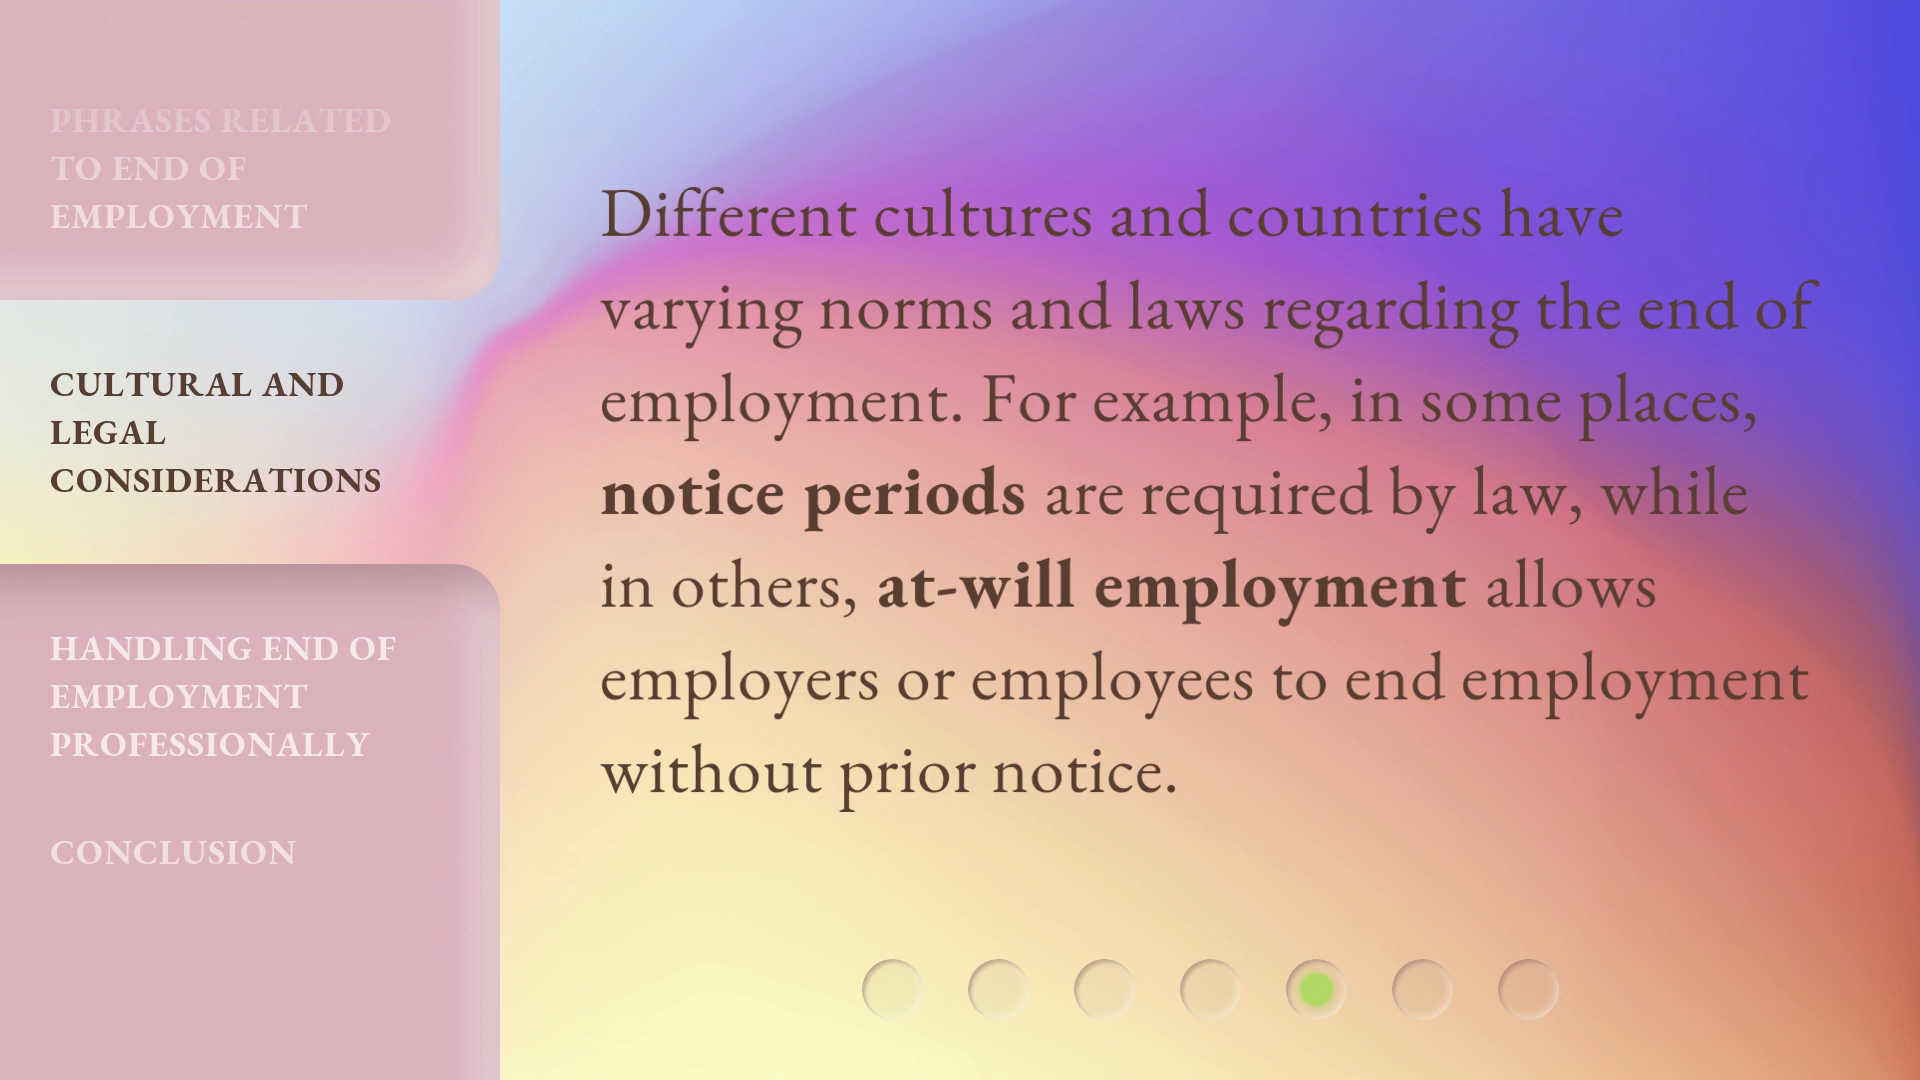 PHRASES RELATED
TO END OF
EMPLOYMENT
CULTURAL AND
LEGAL
CONSIDERATIONS
HANDLING END OF
EMPLOYMENT
PROFESSIONALLY
CONCLUSION
Different cultures and countries have
varying norms and laws regarding the end of
employment. For example, in some places,
notice periods are required by law, while
in others, at-will employment allows
employers or employees to end employment
without prior notice.